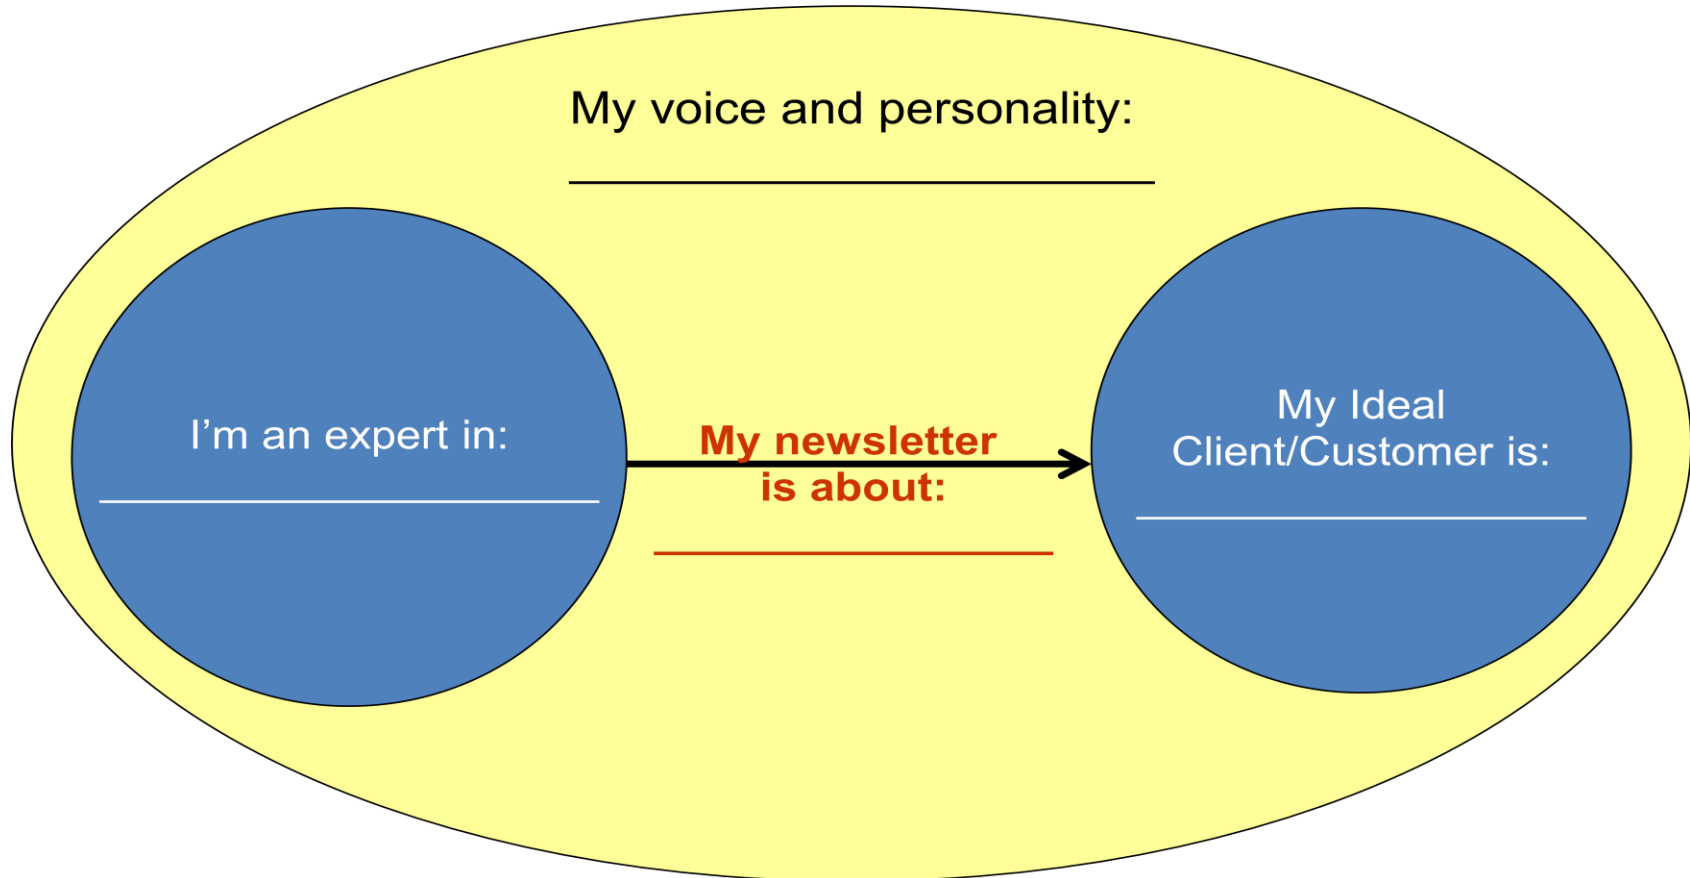 My voice and personality:
I’m an expert in:
My newsletter
is about:
My Ideal
Client/Customer is: